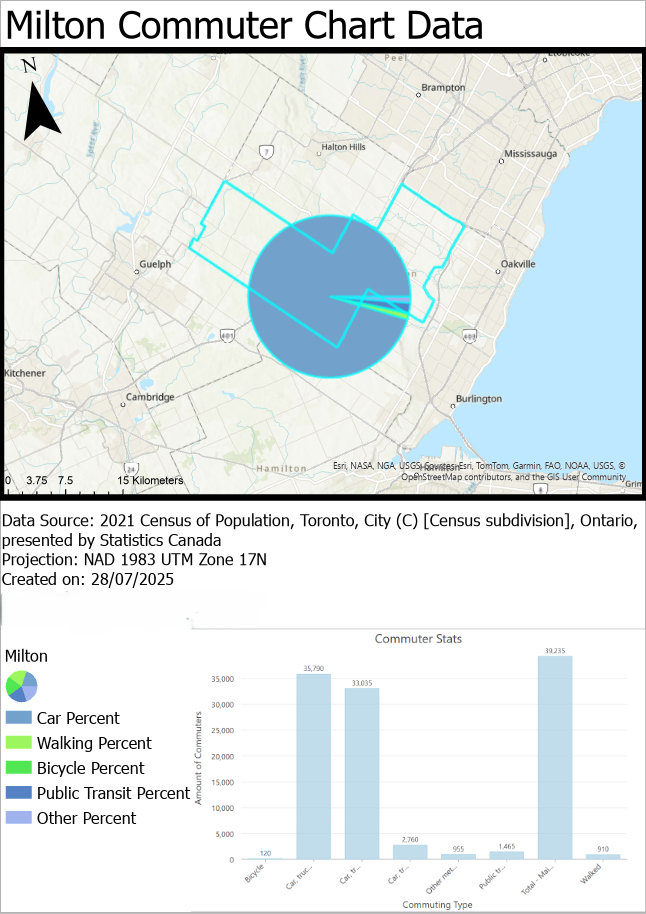 Milton Commuter Chart Data
N
Peel
Etobicoke
Brampton
7
Halton Hills
Mississauga
Guelph
Oakville
401
403
Kitchener
Cambridge
Burlington
24
Hamilton
Hamilton
6
Grim
0 3.75 7.5 15 Kilometers
Esri, NASA, NGA, USGS, Sources: Esri, TomTom, Garmin, FAO, NOAA, USGS, ©
OpenStreetMap contributors, and the GIS User Community
Data Source: 2021 Census of Population, Toronto, City (C) [Census subdivision], Ontario,
presented by Statistics Canada
Projection: NAD 1983 UTM Zone 17N
Created on: 28/07/2025
Milton
Car Percent
Walking Percent
Bicycle Percent
Public Transit Percent
Other Percent
Commuter Stats
Amount of Commuters
35,000
30,000
25,000
20,000
15,000
10,000
5,000
0
120
35,790
33,035
2,760
955
1,465
39,235
910
Bicycle
Car, truc...
Car, tr...
Car, tr...
Other met...
Public tr...
Total - Mai...
Walked
Commuting Type